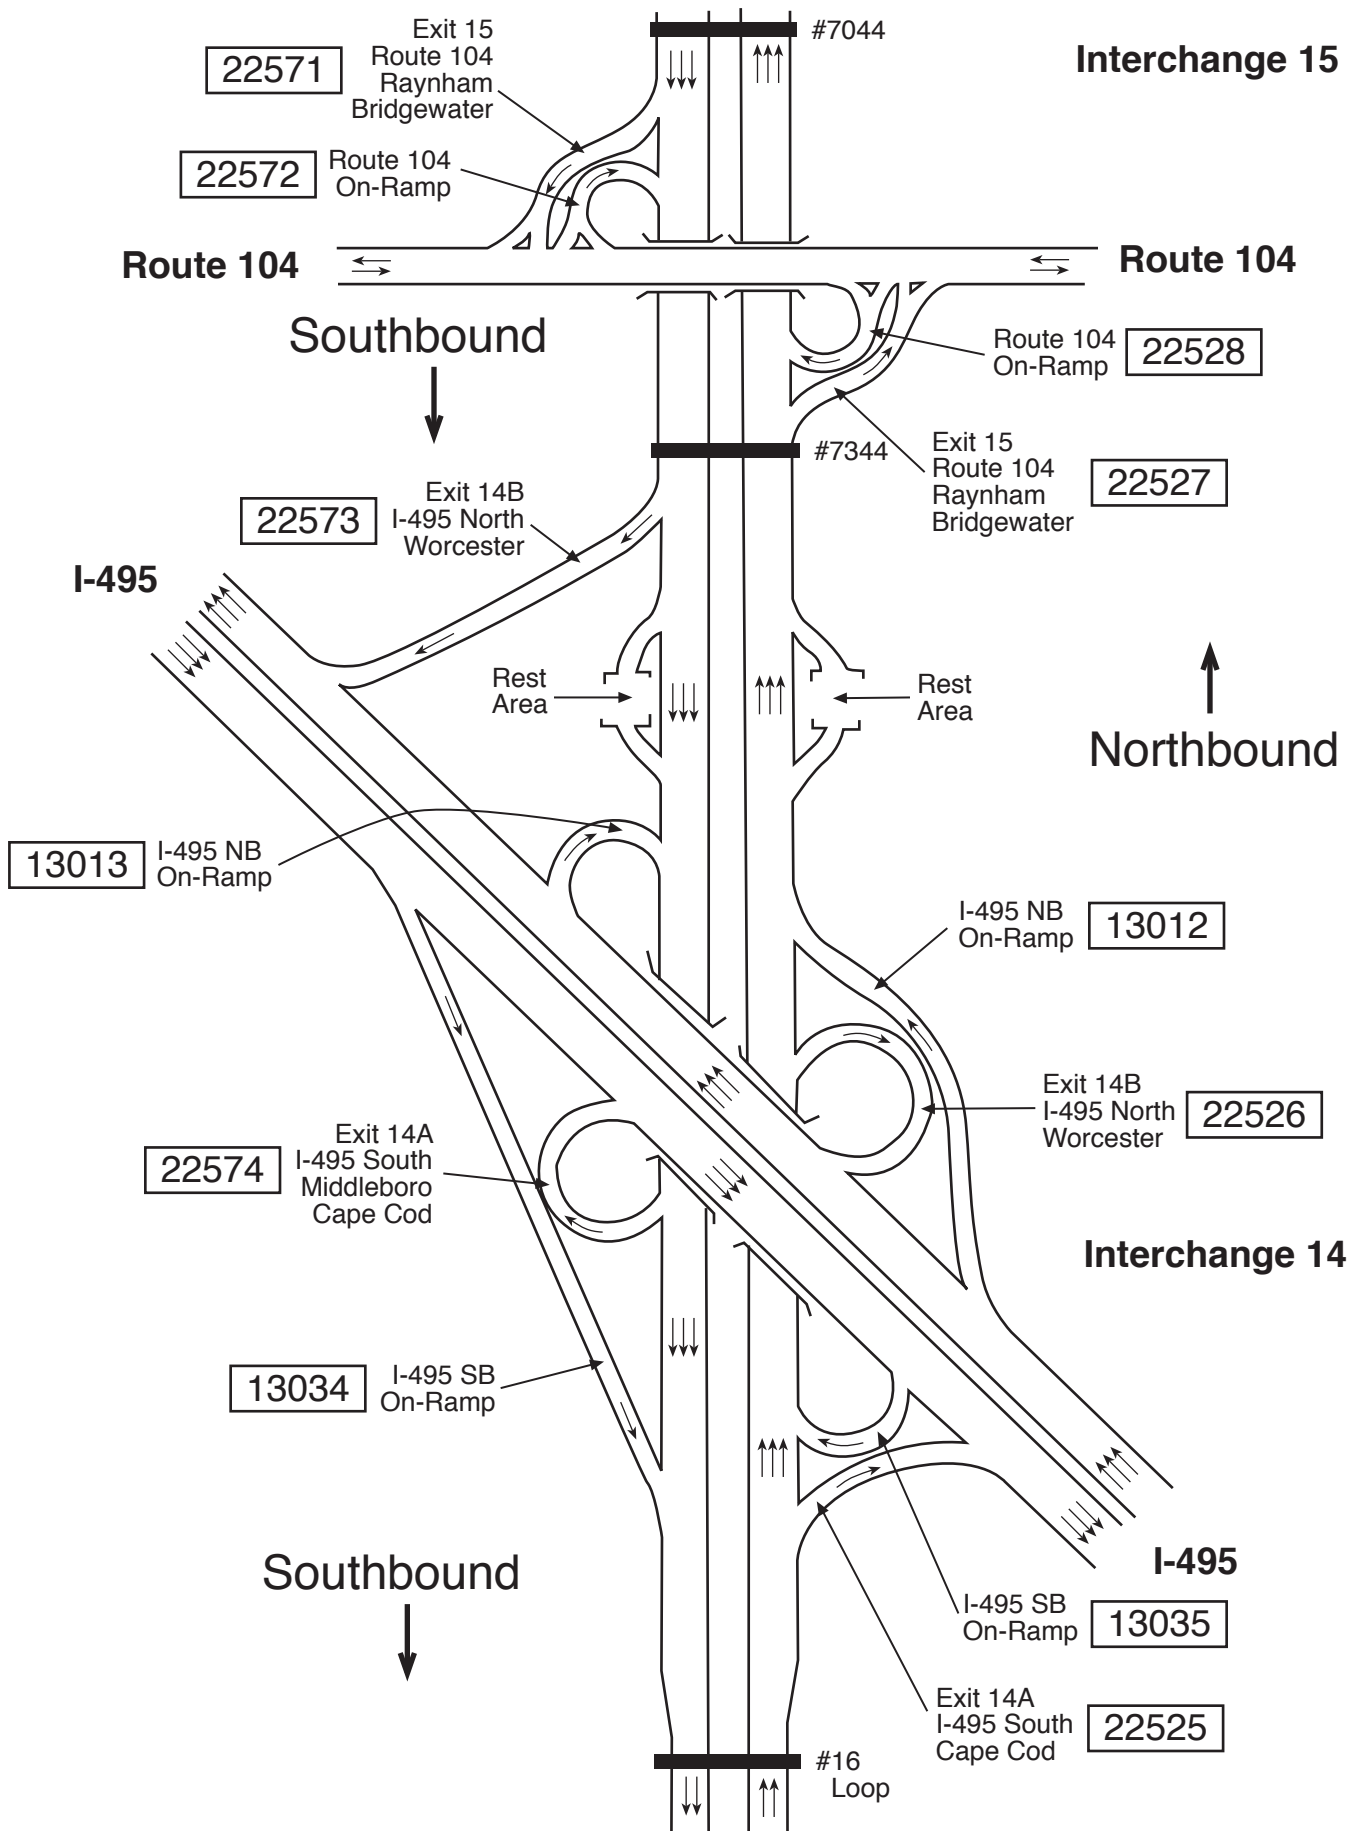 #7044
Interchange 15
22571
Exit 15
Route 104
Raynham
Bridgewater
22572
Route 104
On-Ramp
Route 104
Route 104
Southbound
Route 104
On-Ramp
22528
#7344
Exit 15
Route 104
Raynham
Bridgewater
22527
22573
Exit 14B
I-495 North
Worcester
I-495
Rest
Area
Rest
Area
Northbound
13013
I-495 NB
On-Ramp
I-495 NB
On-Ramp
13012
Exit 14B
I-495 North
Worcester
22526
22574
Exit 14A
I-495 South
Middleboro
Cape Cod
Interchange 14
13034
I-495 SB
On-Ramp
Southbound
I-495
I-495 SB
On-Ramp
13035
Exit 14A
I-495 South
Cape Cod
22525
#16
Loop